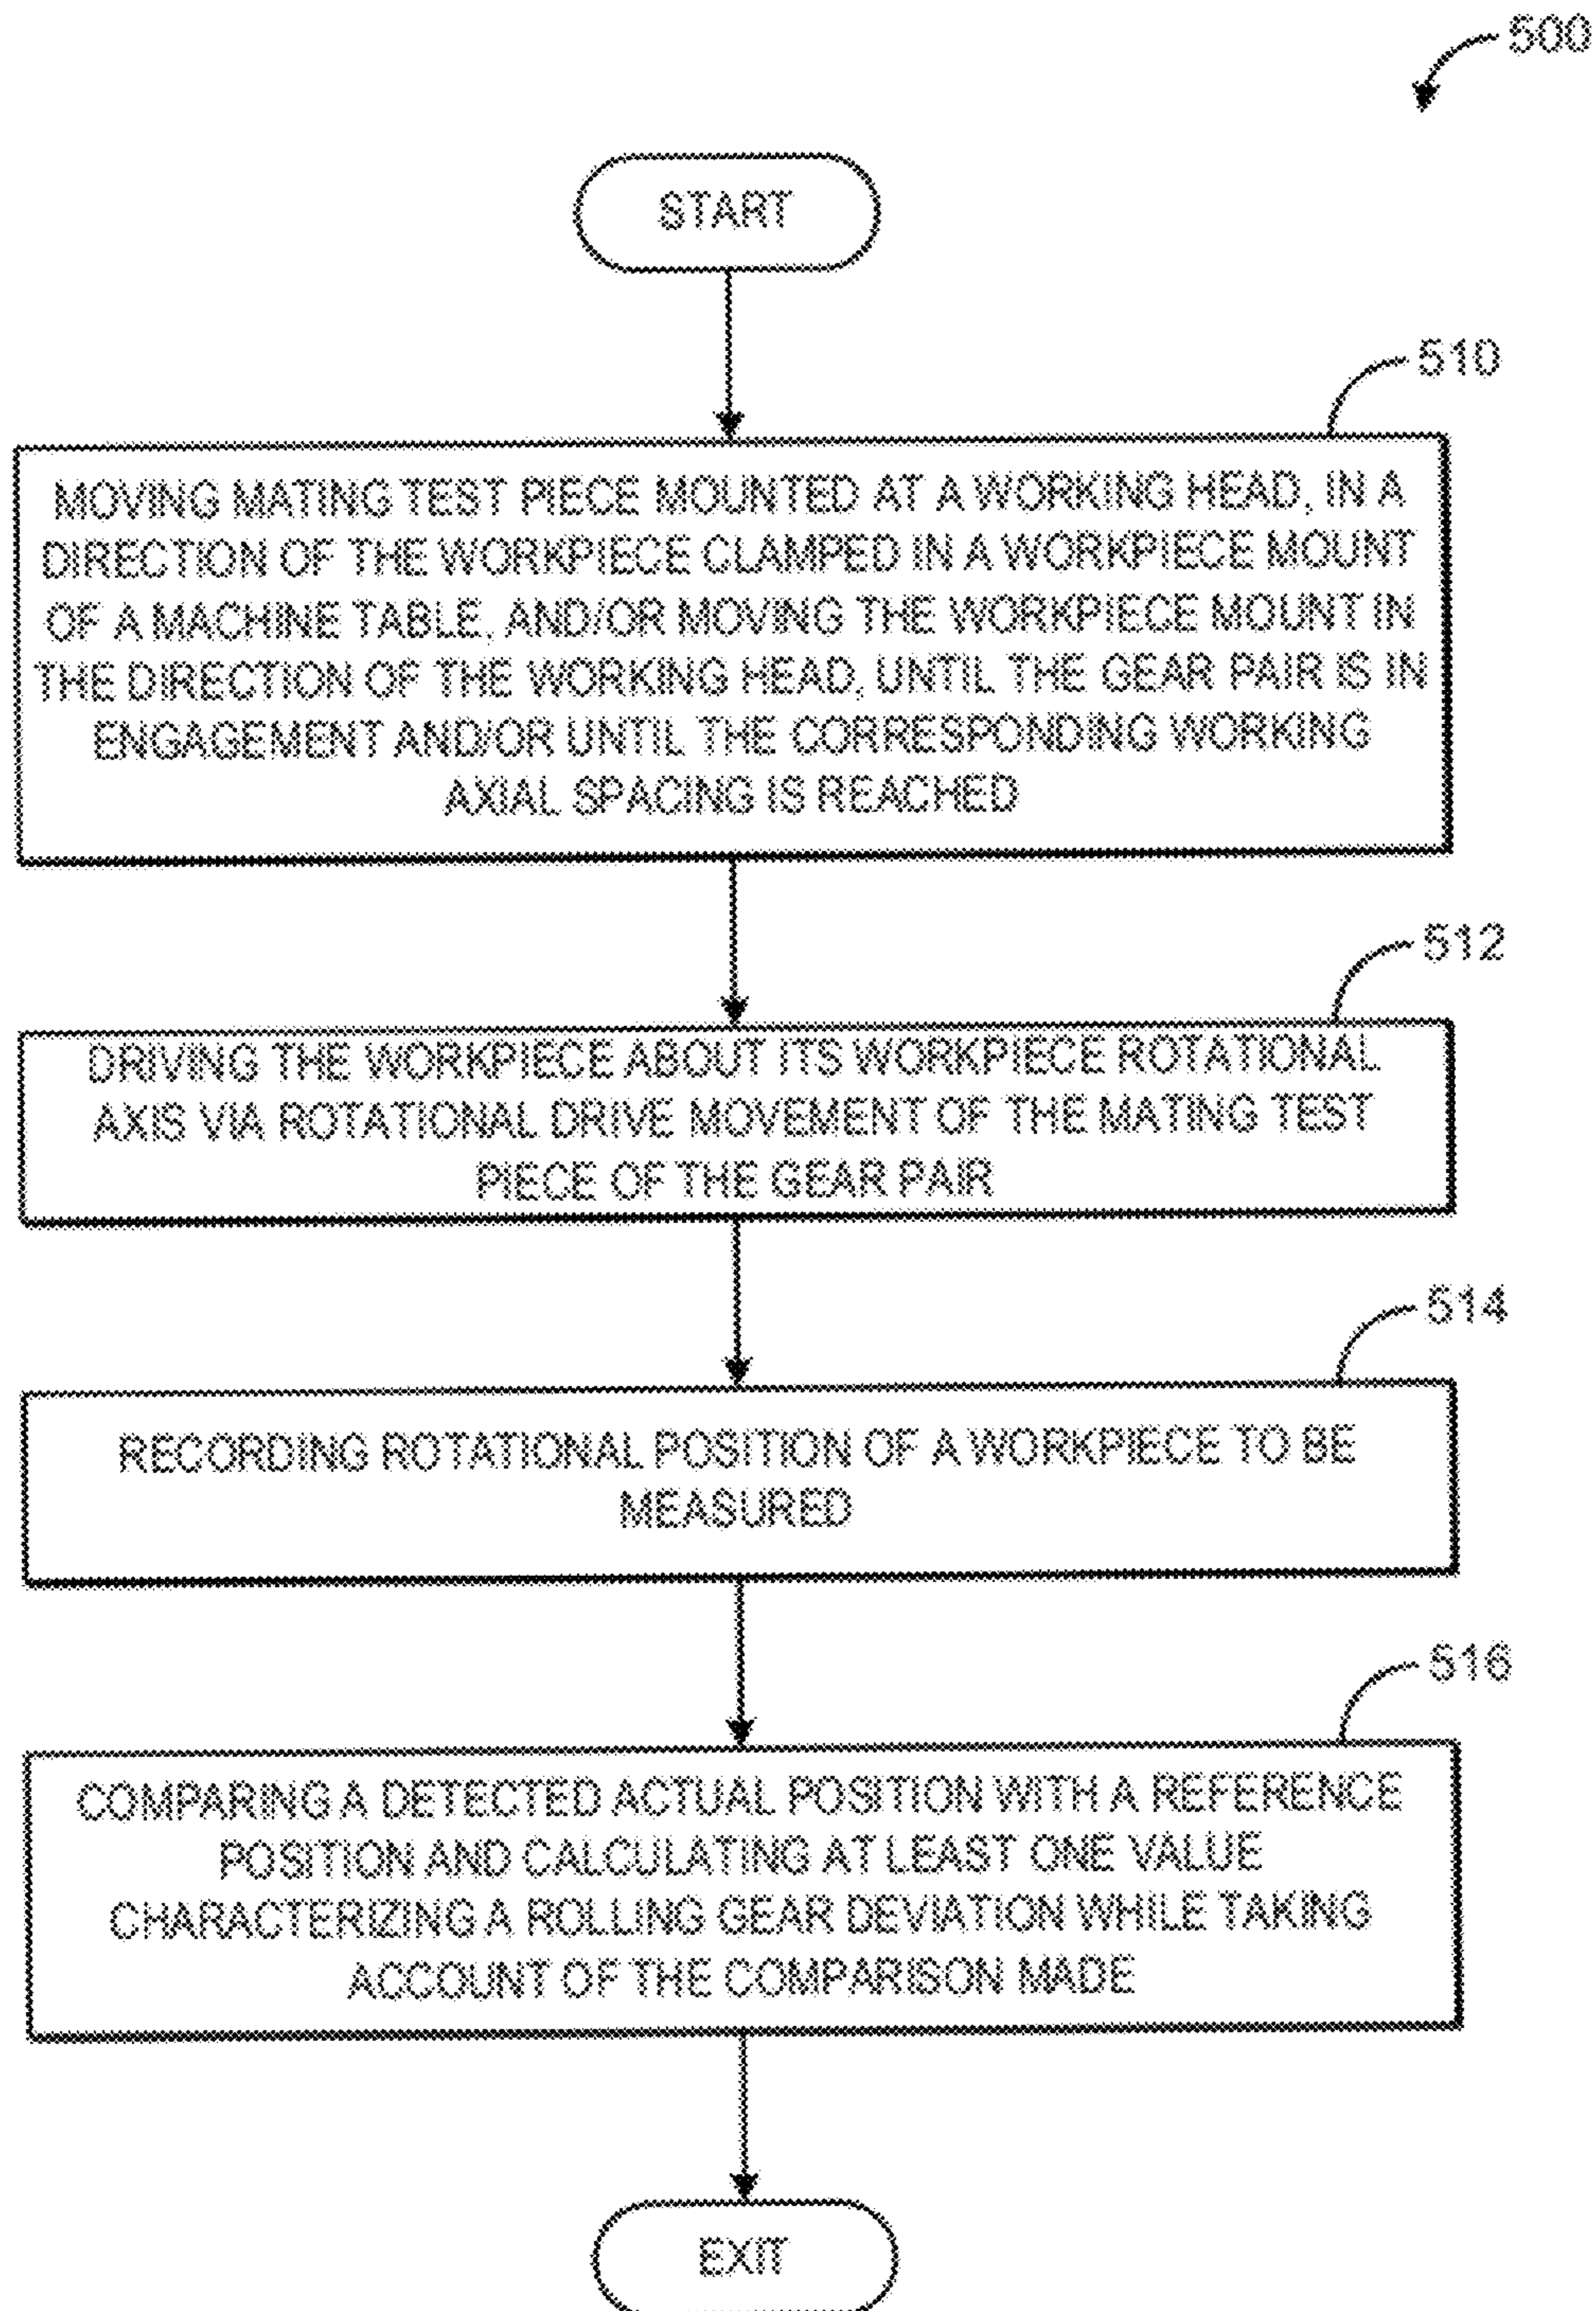 500
START
510
MOVING MATING TEST PIECE MOUNTED AT A WORKING HEAD, IN A
DIRECTION OF THE WORKPIECE CLAMPED IN A WORKPIECE MOUNT
OF A MACHINE TABLE, AND/OR MOVING THE WORKPIECE MOUNT IN
THE DIRECTION OF THE WORKING HEAD, UNTIL THE GEAR PAIR IS IN
ENGAGEMENT AND/OR UNTIL THE CORRESPONDING WORKING
AXIAL SPACING IS REACHED
512
DRIVING THE WORKPIECE ABOUT ITS WORKPIECE ROTATIONAL
AXIS VIA ROTATIONAL DRIVE MOVEMENT OF THE MATING TEST
PIECE OF THE GEAR PAIR
514
RECORDING ROTATIONAL POSITION OF A WORKPIECE TO BE
MEASURED
516
COMPARING A DETECTED ACTUAL POSITION WITH A REFERENCE
POSITION AND CALCULATING AT LEAST ONE VALUE
CHARACTERIZING A ROLLING GEAR DEVIATION WHILE TAKING
ACCOUNT OF THE COMPARISON MADE
EXIT